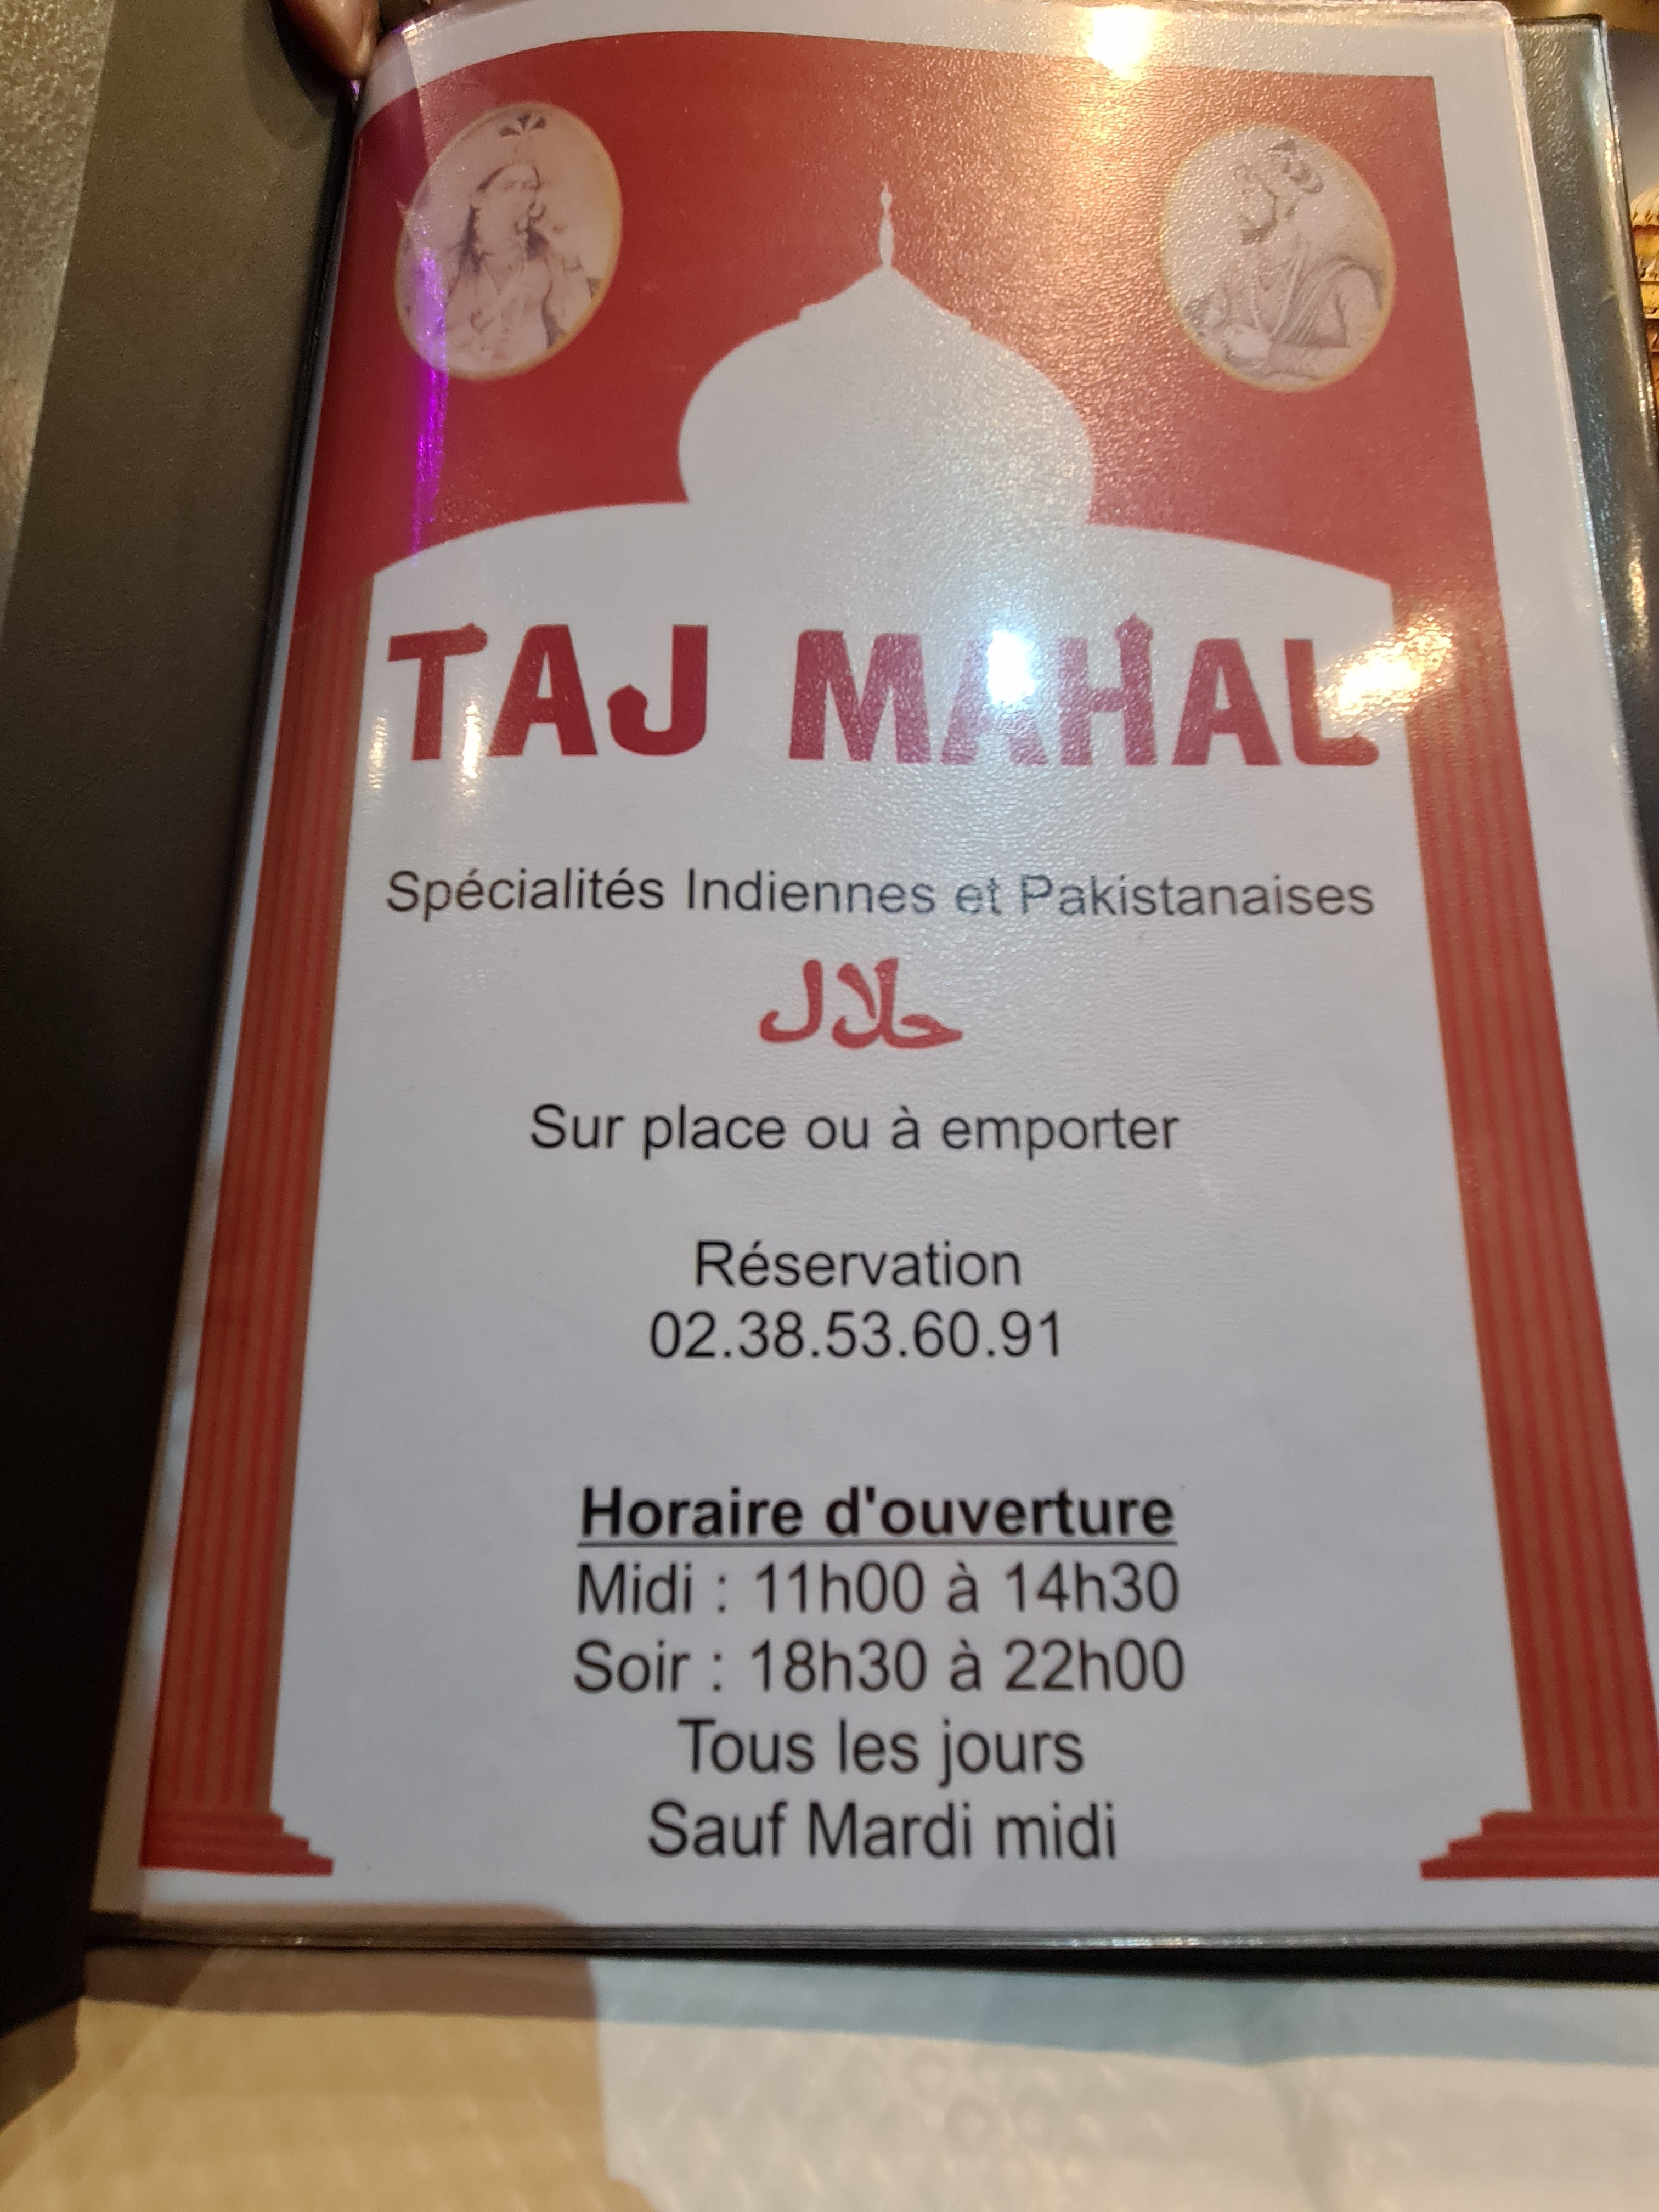 TAJ MAHAL
Spécialités Indiennes et Pakistanaises
حلال
Sur place ou à emporter
Réservation
02.38.53.60.91
Horaire d'ouverture
Midi : 11h00 à 14h30
Soir : 18h30 à 22h00
Tous les jours
Sauf Mardi midi